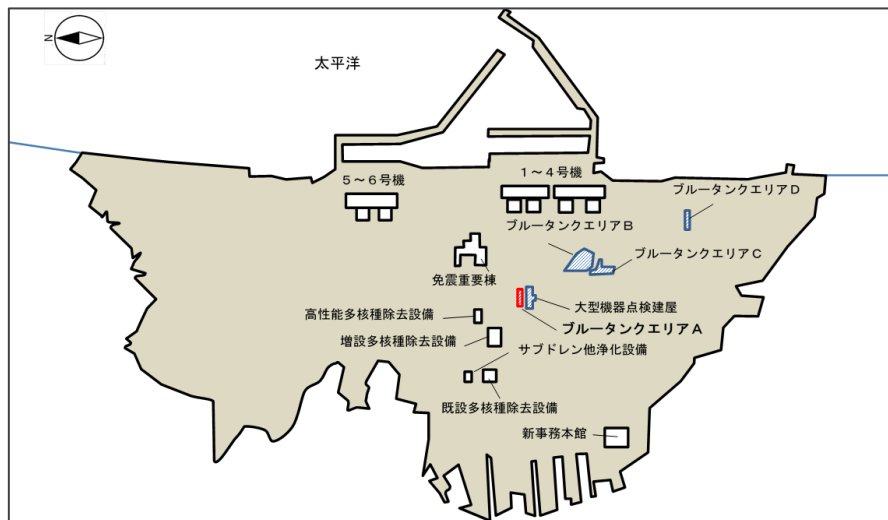 N
太平洋
5～6号機
1～4号機
ブルータンクエリアD
ブルータンクエリアB
ブルータンクエリアC
免震重要棟
大型機器点検建屋
高性能多核種除去設備
ブルータンクエリアA
増設多核種除去設備
サブドレン他浄化設備
既設多核種除去設備
新事務本館